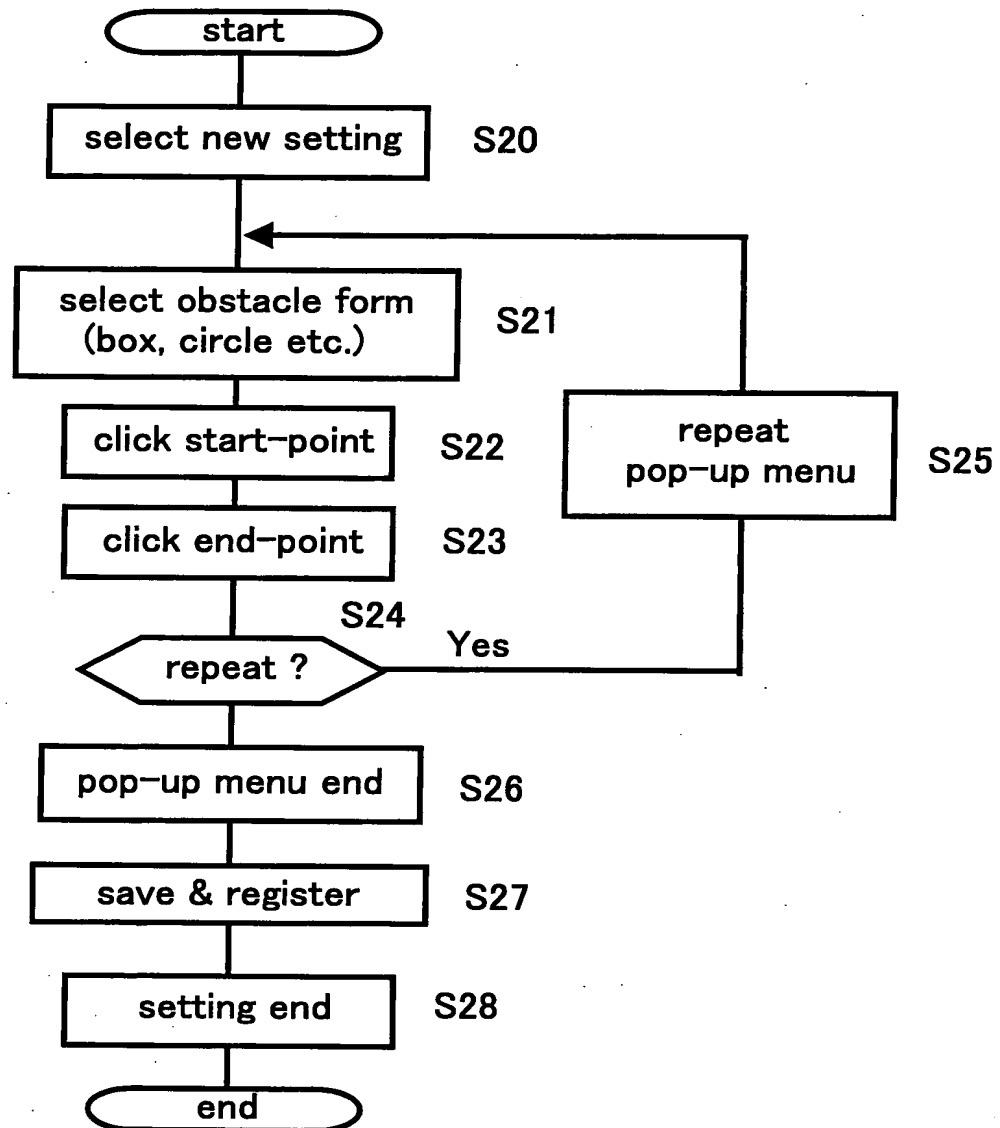 start
select new setting
S20
select obstacle form
(box, circle etc.)
S21
click start-point
S22
repeat
pop-up menu
S25
click end-point
S23
S24
repeat ?
Yes
pop-up menu end
S26
save & register
S27
setting end
S28
end